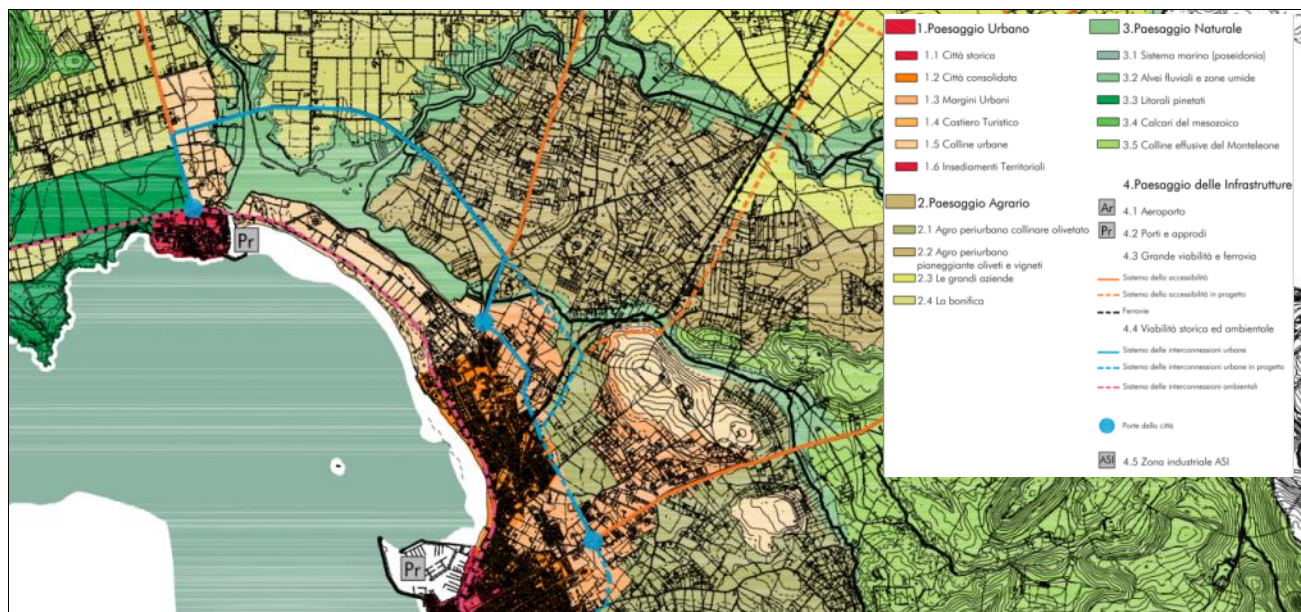 1.Paesaggio Urbano
1.1 Città storica
1.2 Città consolidata
1.3 Margini Urbani
1.4 Costiero Turistico
1.5 Colline urbane
1.6 Insediamenti Territoriali
2.Paesaggio Agrario
2.1 Agro periurbano collinare olivetato
2.2 Agro periurbano
pianeggiante oliveti e vigneti
2.3 Le grandi aziende
2.4 La bonifica
3.Paesaggio Naturale
3.1 Sistema marino (poseidonia)
3.2 Alvei fluviali e zone umide
3.3 Litorali pinetati
3.4 Calcari del mesozoico
3.5 Colline effusive del Monteleone
4.Paesaggio delle Infrastrutture
Ar 4.1 Aeroporto
Pr 4.2 Porti e approdi
4.3 Grande viabilità e ferrovia
Sistema della accessibilità
Sistema della accessibilità in progetto
Ferrovie
4.4 Viabilità storica ed ambientale
Sistema delle interconnessioni urbane
Sistema delle interconnessioni urbane in progetto
Sistema delle interconnessioni ambientali
Porte della città
ASI 4.5 Zona industriale ASI
Pr
Pr